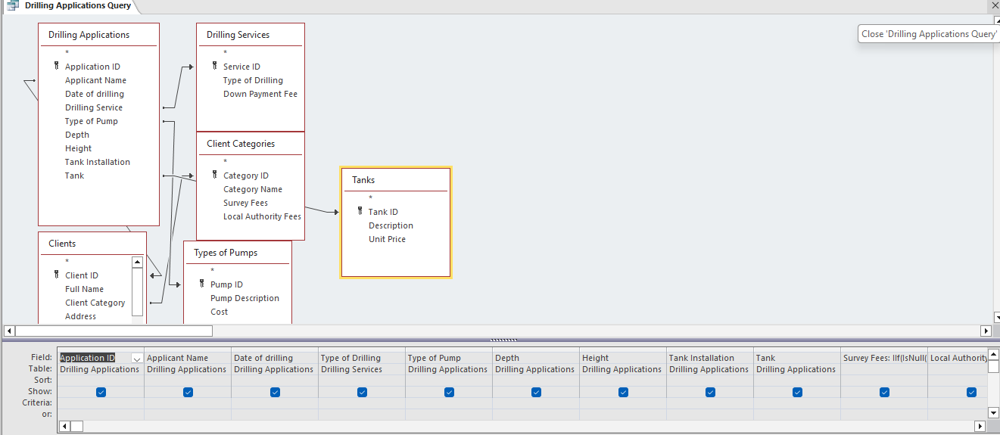 Drilling Applications Query
Close 'Drilling Applications Query'
Drilling Applications
*
Application ID
Applicant Name
Date of drilling
Drilling Service
Type of Pump
Depth
Height
Tank Installation
Tank
Drilling Services
*
Service ID
Type of Drilling
Down Payment Fee
Client Categories
*
Category ID
Category Name
Survey Fees
Local Authority Fees
Tanks
*
Tank ID
Description
Unit Price
Clients
*
Client ID
Full Name
Client Category
Address
Types of Pumps
*
Pump ID
Pump Description
Cost
Field: Application ID Applicant Name Date of drilling Type of Drilling Type of Pump Depth Height Tank Installation Tank Survey Fees: IIf(IsNull( Local Authority
Table: Drilling Applications Drilling Applications Drilling Applications Drilling Services Drilling Applications Drilling Applications Drilling Applications Drilling Applications Drilling Applications
Sort:
Show:
Criteria:
or: